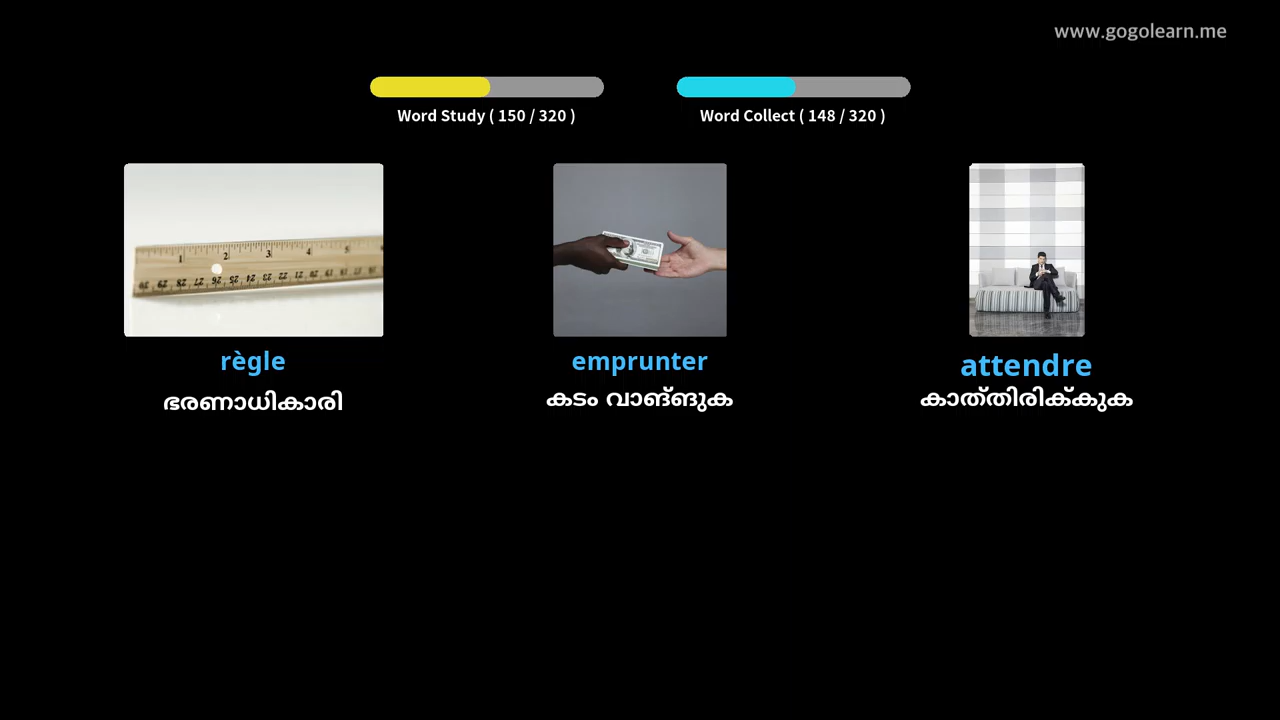 www.gogolearn.me
Word Study ( 150 / 320 )
Word Collect ( 148 / 320 )
règle
emprunter
attendre
ഭരണാധികാരി
കടം വാങ്ങുക
കാത്തിരിക്കുക